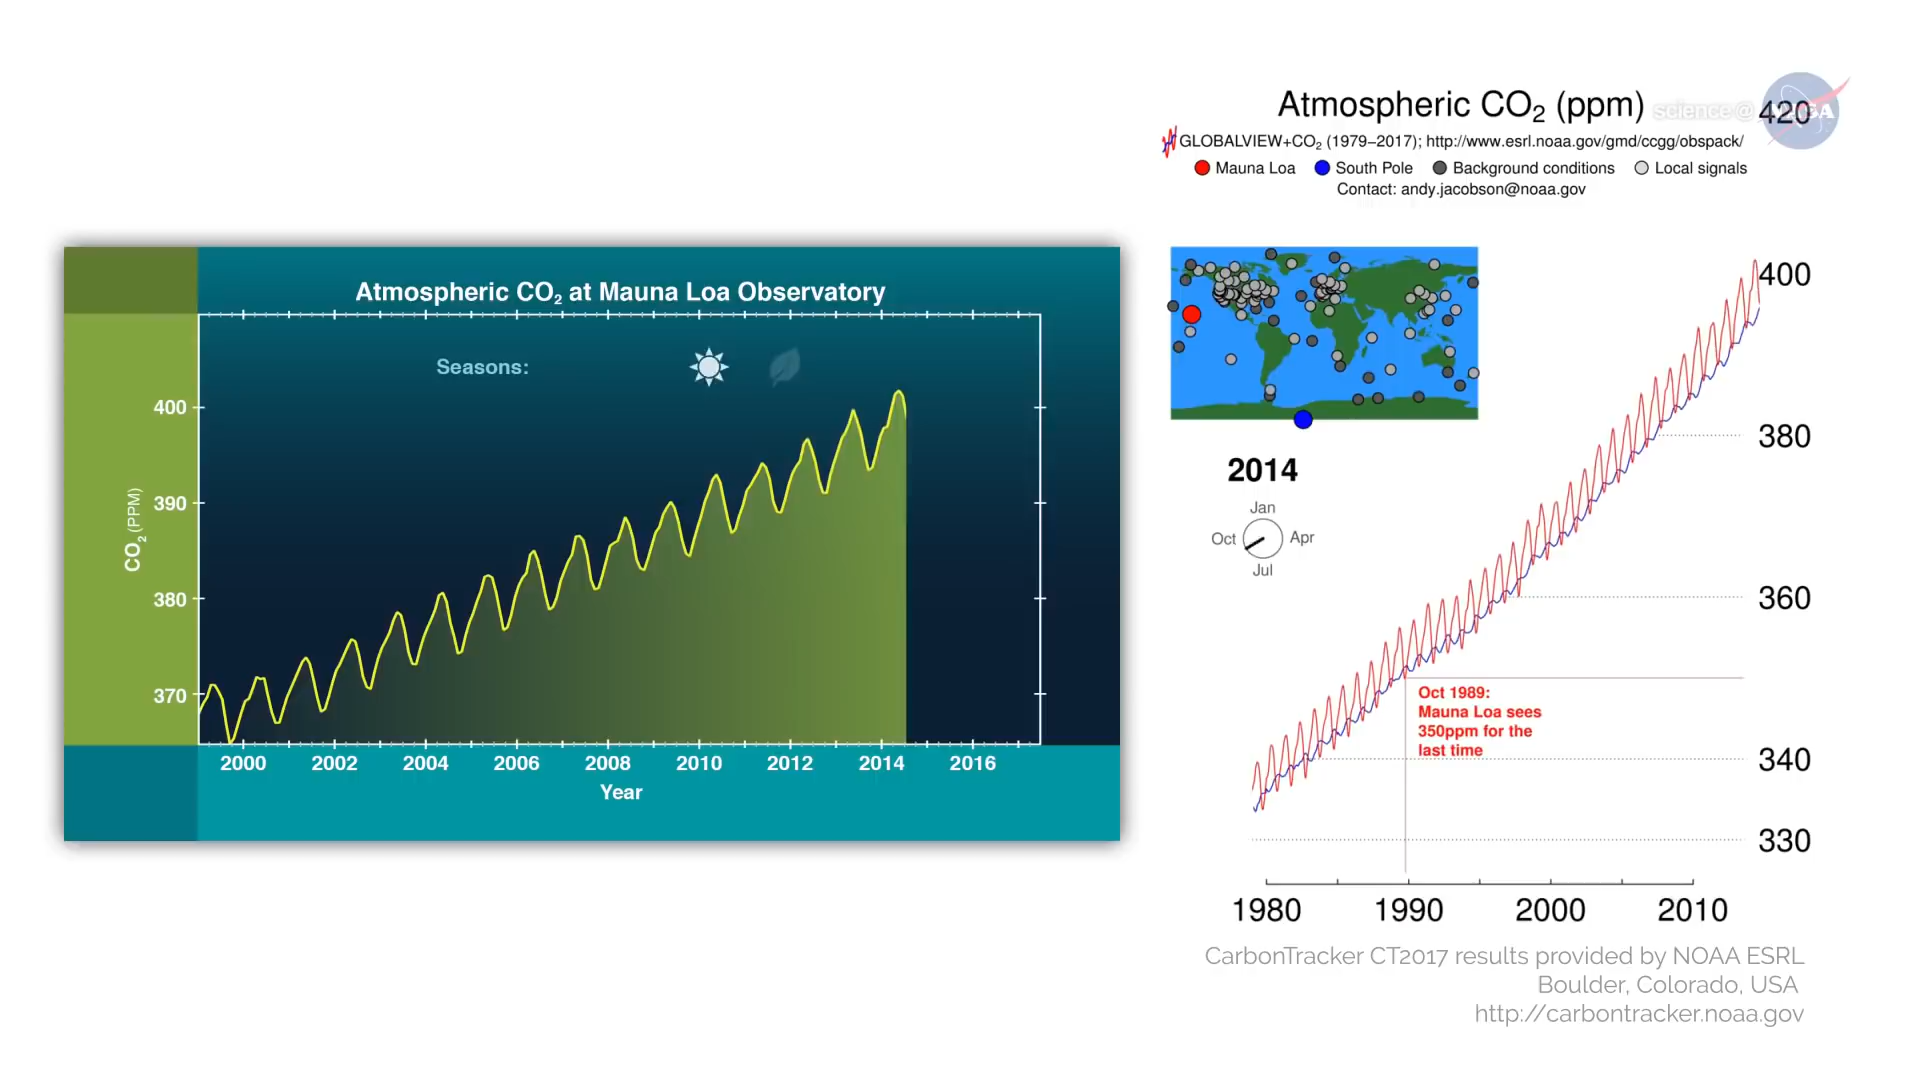 Atmospheric CO₂ at Mauna Loa Observatory
Seasons:
400
390
380
370
CO₂ (PPM)
2000 2002 2004 2006 2008 2010 2012 2014 2016
Year
Atmospheric CO₂ (ppm)
science@NASA
GLOBALVIEW+CO₂ (1979–2017); http://www.esrl.noaa.gov/gmd/ccgg/obspack/
Mauna Loa South Pole Background conditions Local signals
Contact: andy.jacobson@noaa.gov
2014
Jan
Oct Apr
Jul
420
400
380
360
340
330
Oct 1989:
Mauna Loa sees
350ppm for the
last time
1980 1990 2000 2010
CarbonTracker CT2017 results provided by NOAA ESRL
Boulder, Colorado, USA
http://carbontracker.noaa.gov